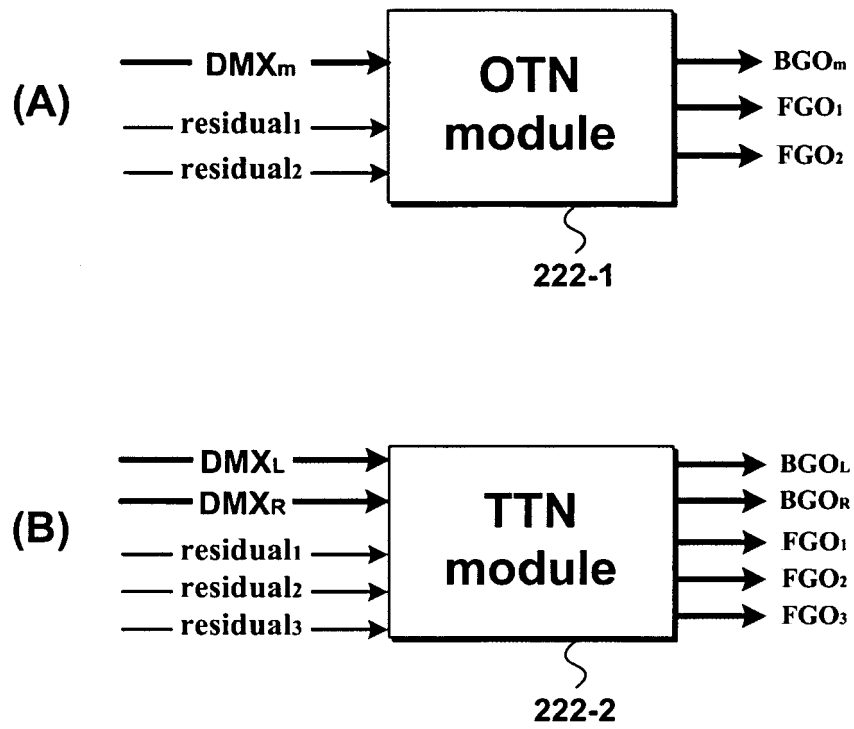 (A)
DMXm
residual1
residual2
OTN
module
BGOm
FGO1
FGO2
222-1
(B)
DMXL
DMXR
residual1
residual2
residual3
TTN
module
BGOL
BGOR
FGO1
FGO2
FGO3
222-2